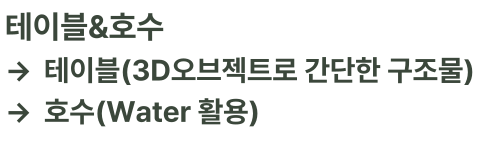 테이블&호수
→ 테이블(3D오브젝트로 간단한 구조물)
→ 호수(Water 활용)